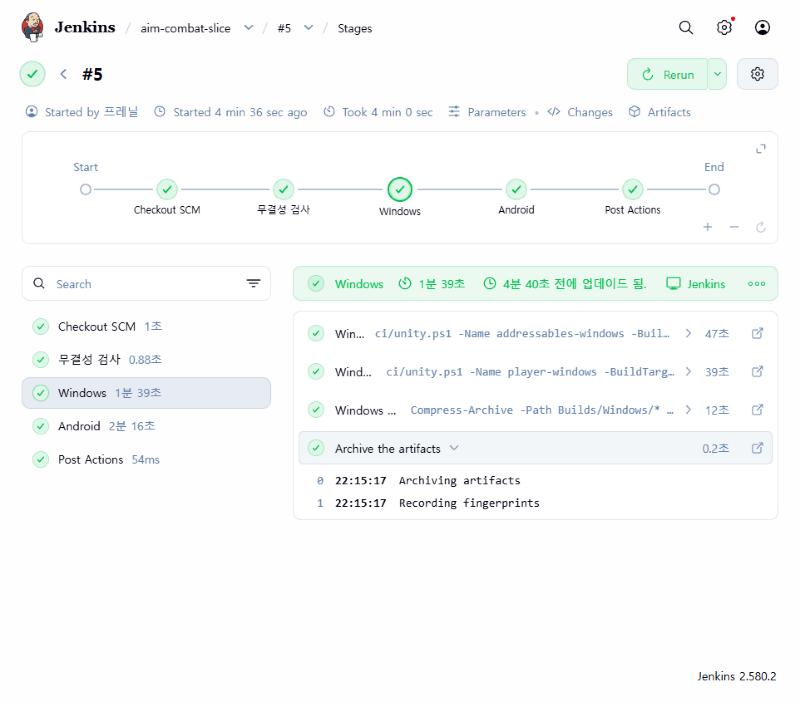 Jenkins / aim-combat-slice / #5 / Stages
#5
Rerun
Started by 프레닐 Started 4 min 36 sec ago Took 4 min 0 sec Parameters Changes Artifacts
Start End
Checkout SCM 무결성 검사 Windows Android Post Actions
Search
Windows 1분 39초 4분 40초 전에 업데이트 됨. Jenkins
Checkout SCM 1초
무결성 검사 0.88초
Windows 1분 39초
Android 2분 16초
Post Actions 54ms
Win... ci/unity.ps1 -Name addressables-windows -Buil... 47초
Wind... ci/unity.ps1 -Name player-windows -BuildTarg... 39초
Windows ... Compress-Archive -Path Builds/Windows/* ... 12초
Archive the artifacts 0.2초
0 22:15:17 Archiving artifacts
1 22:15:17 Recording fingerprints
Jenkins 2.580.2